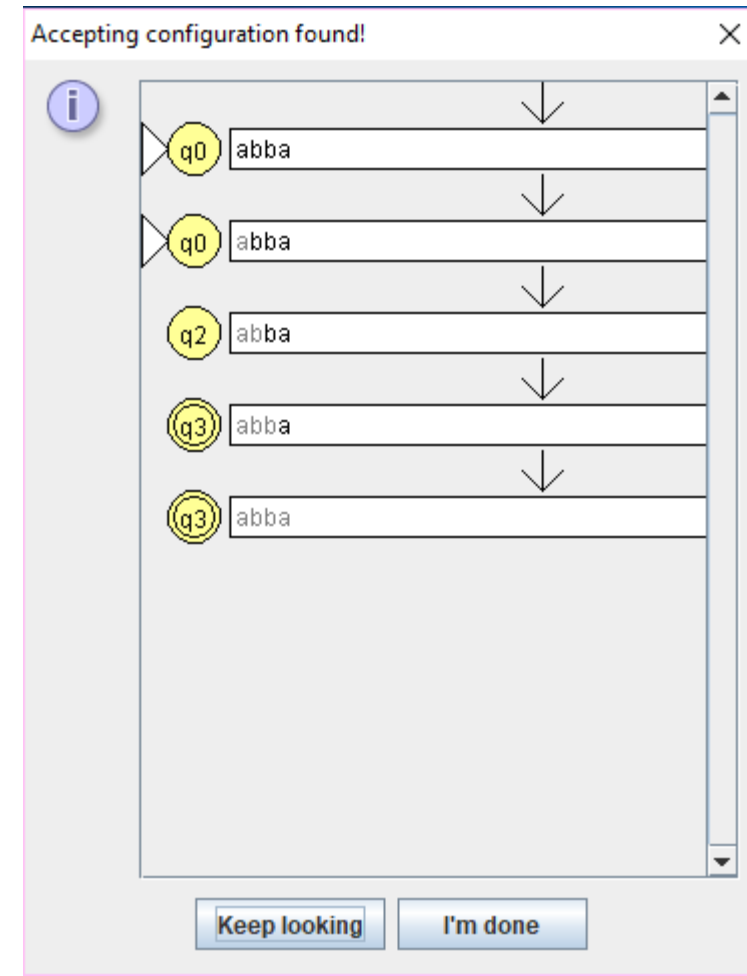 Accepting configuration found!
i
q0 abba
q0 abba
q2 abba
q3 abba
q3 abba
Keep looking I'm done